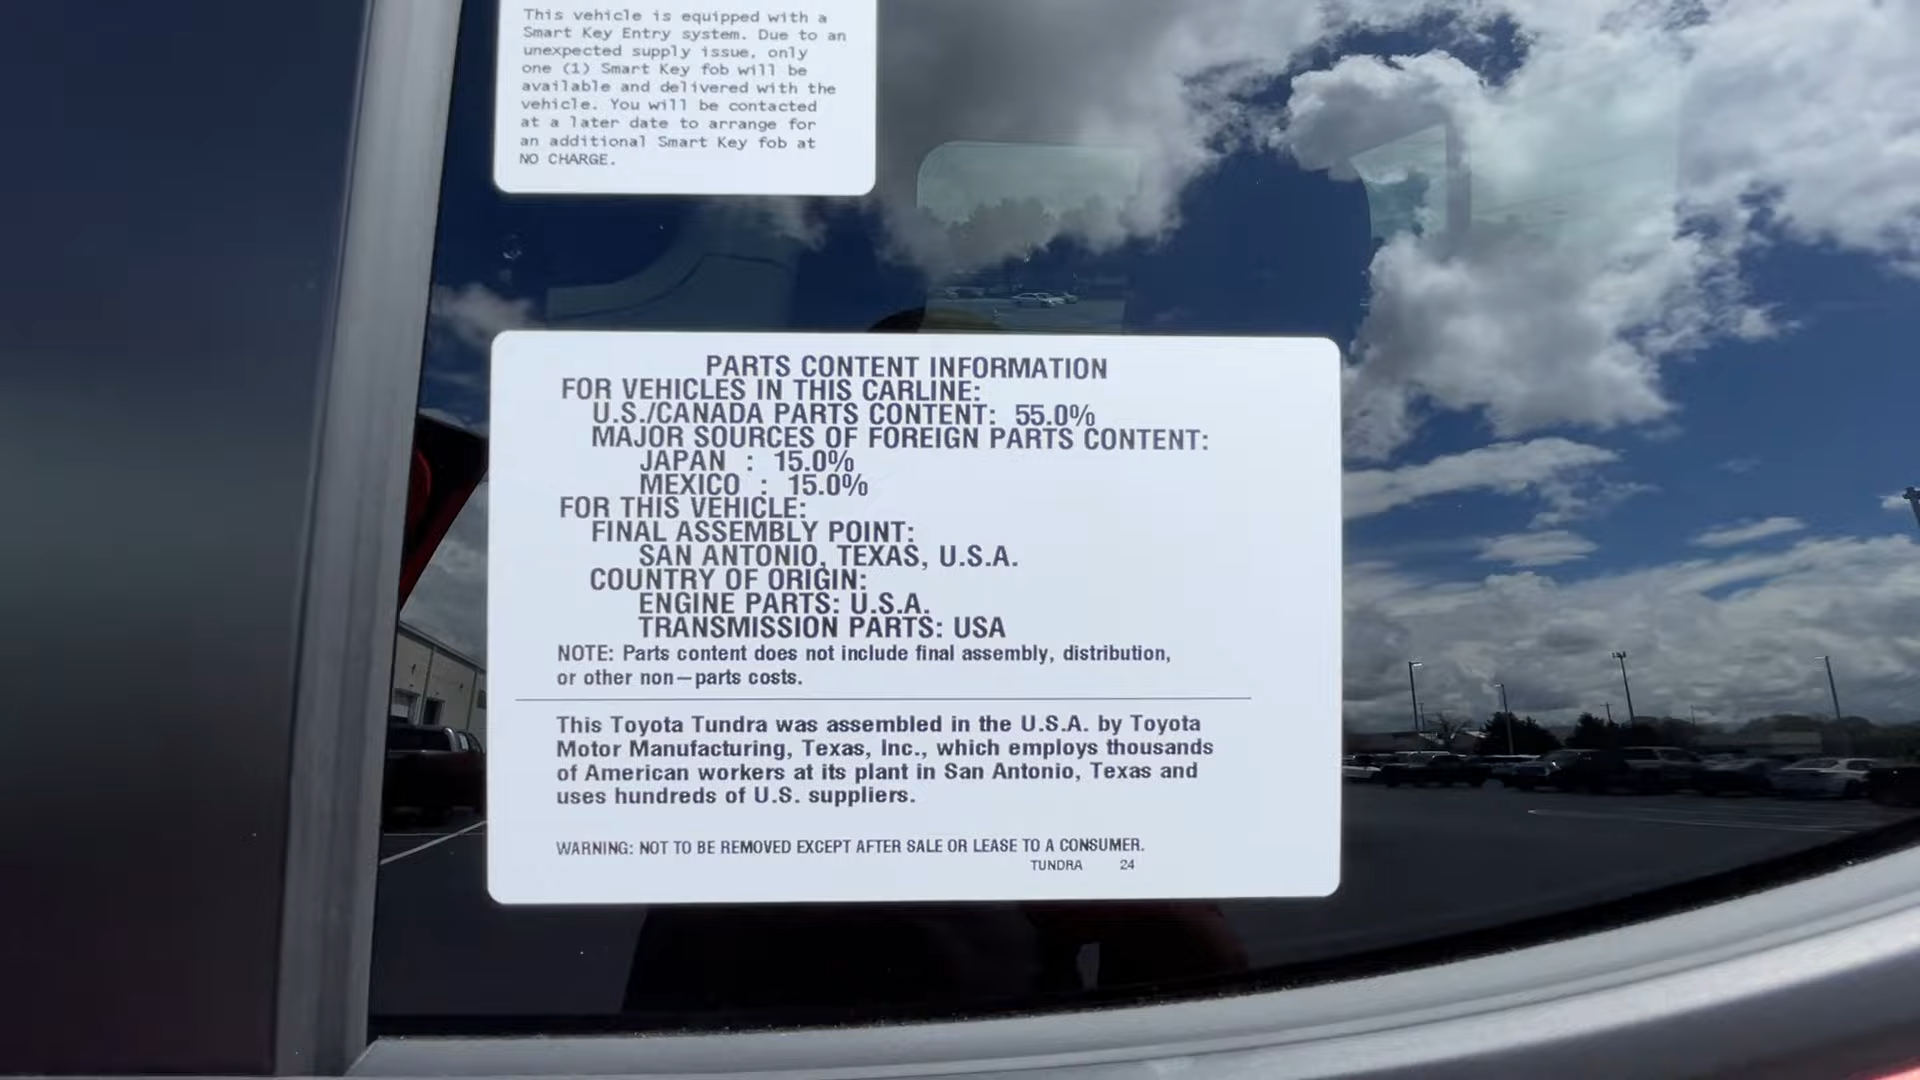 This vehicle is equipped with a
Smart Key Entry system. Due to an
unexpected supply issue, only
one (1) Smart Key fob will be
available and delivered with the
vehicle. You will be contacted
at a later date to arrange for
an additional Smart Key fob at
NO CHARGE.
PARTS CONTENT INFORMATION
FOR VEHICLES IN THIS CARLINE:
U.S./CANADA PARTS CONTENT: 55.0%
MAJOR SOURCES OF FOREIGN PARTS CONTENT:
JAPAN : 15.0%
MEXICO : 15.0%
FOR THIS VEHICLE:
FINAL ASSEMBLY POINT:
SAN ANTONIO, TEXAS, U.S.A.
COUNTRY OF ORIGIN:
ENGINE PARTS: U.S.A.
TRANSMISSION PARTS: USA
NOTE: Parts content does not include final assembly, distribution,
or other non-parts costs.
This Toyota Tundra was assembled in the U.S.A. by Toyota
Motor Manufacturing, Texas, Inc., which employs thousands
of American workers at its plant in San Antonio, Texas and
uses hundreds of U.S. suppliers.
WARNING: NOT TO BE REMOVED EXCEPT AFTER SALE OR LEASE TO A CONSUMER.
TUNDRA 24